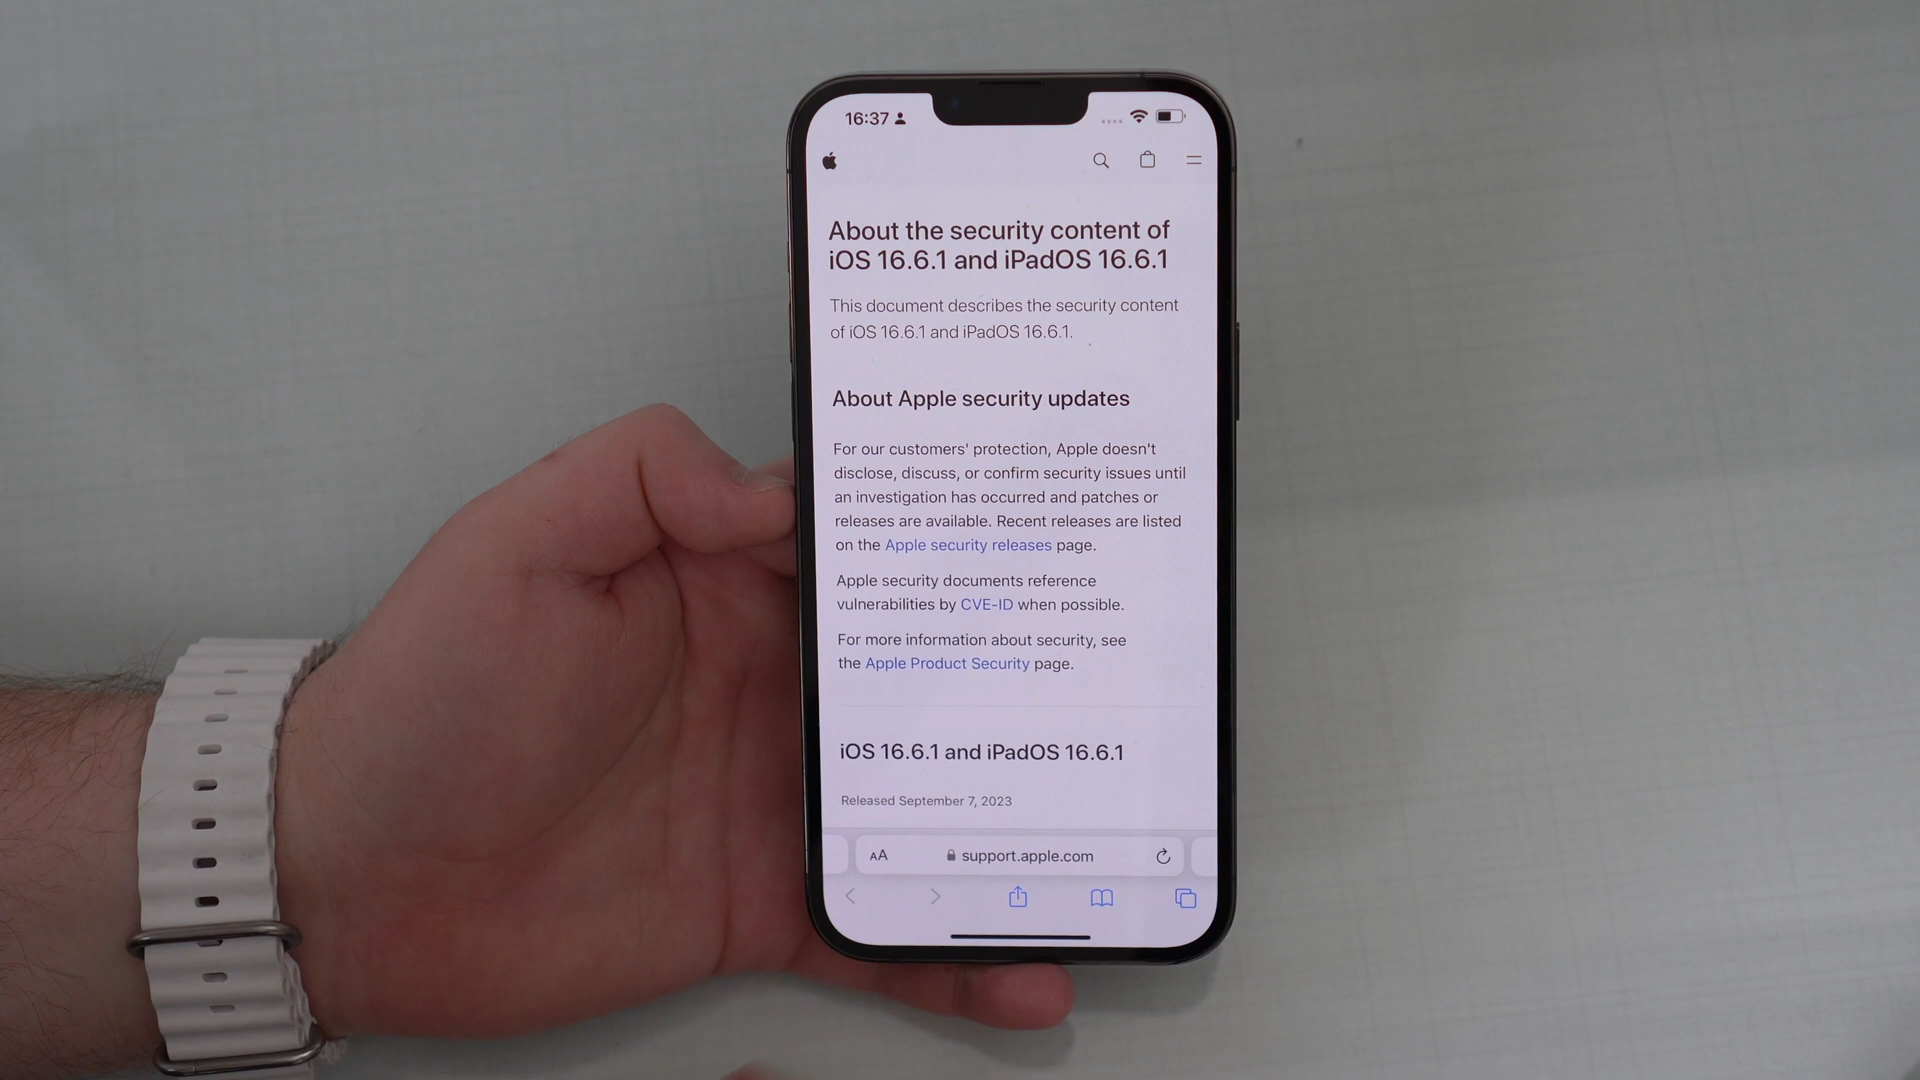 16:37
About the security content of
iOS 16.6.1 and iPadOS 16.6.1
This document describes the security content
of iOS 16.6.1 and iPadOS 16.6.1.
About Apple security updates
For our customers' protection, Apple doesn't
disclose, discuss, or confirm security issues until
an investigation has occurred and patches or
releases are available. Recent releases are listed
on the Apple security releases page.
Apple security documents reference
vulnerabilities by CVE-ID when possible.
For more information about security, see
the Apple Product Security page.
iOS 16.6.1 and iPadOS 16.6.1
Released September 7, 2023
AA support.apple.com